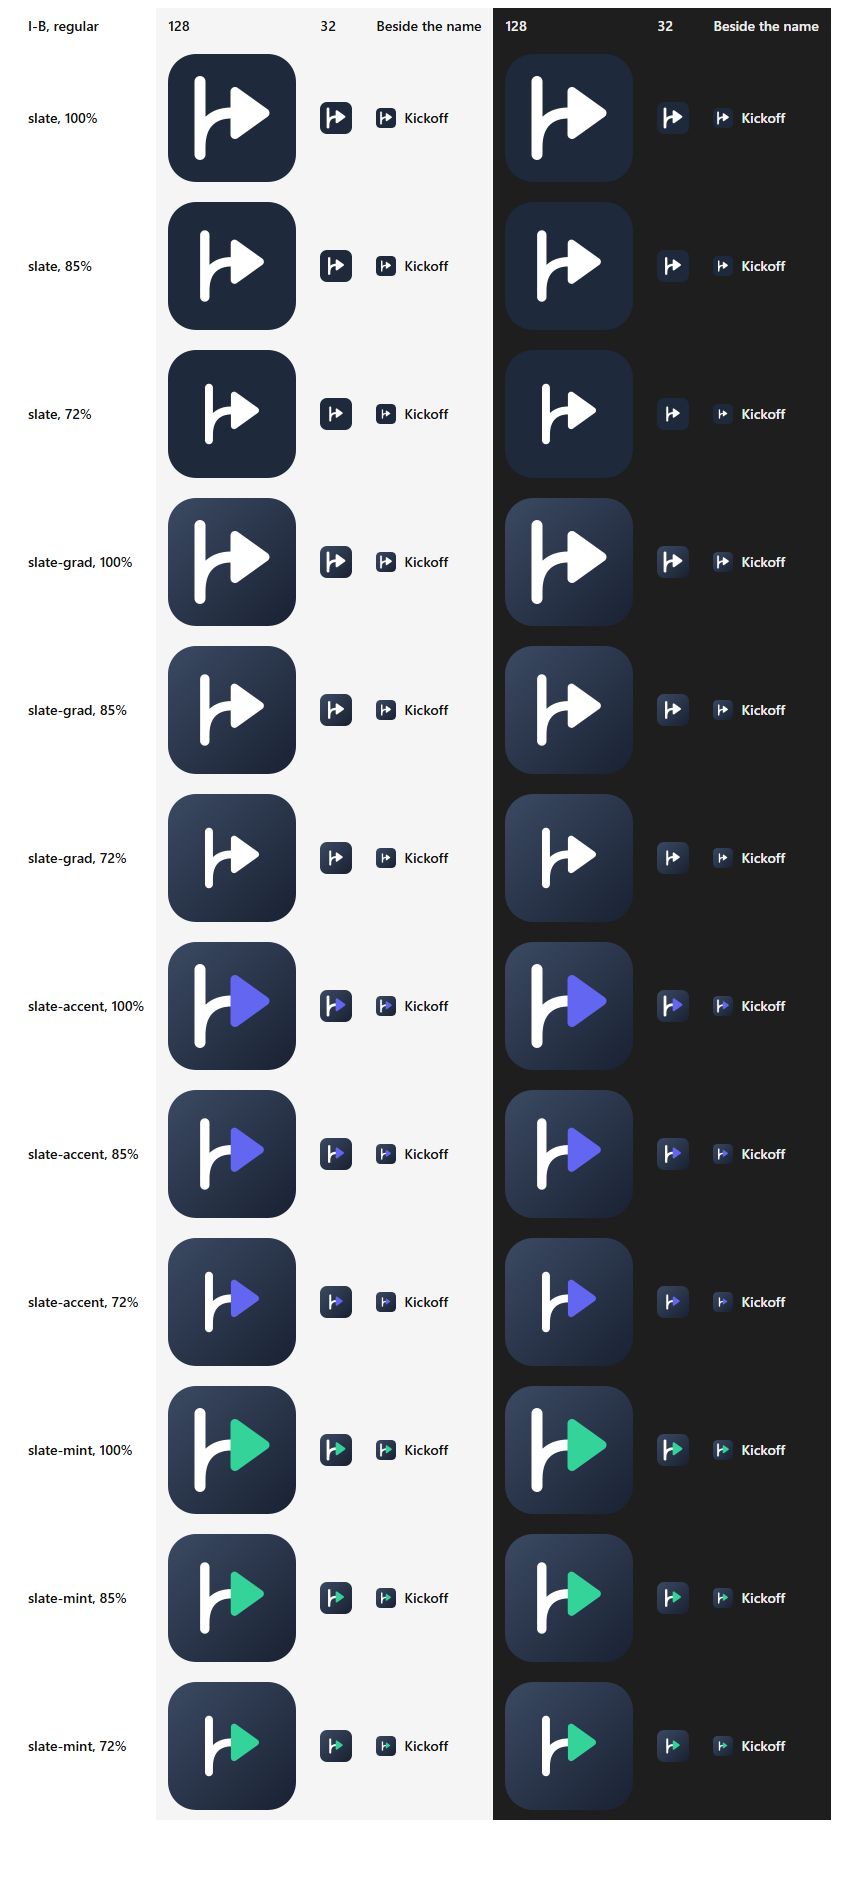 I-B, regular 128 32 Beside the name 128 32 Beside the name
slate, 100% Kickoff Kickoff
slate, 85% Kickoff Kickoff
slate, 72% Kickoff Kickoff
slate-grad, 100% Kickoff Kickoff
slate-grad, 85% Kickoff Kickoff
slate-grad, 72% Kickoff Kickoff
slate-accent, 100% Kickoff Kickoff
slate-accent, 85% Kickoff Kickoff
slate-accent, 72% Kickoff Kickoff
slate-mint, 100% Kickoff Kickoff
slate-mint, 85% Kickoff Kickoff
slate-mint, 72% Kickoff Kickoff